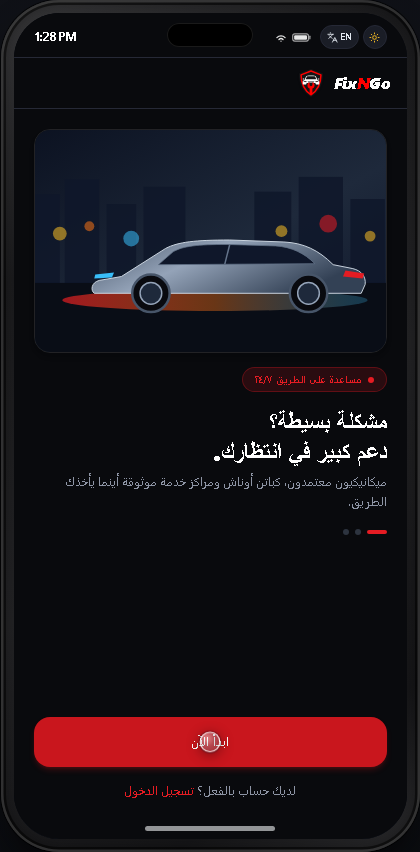 1:28 PM
EN
FixNGo
مساعدة على الطريق ٢٤/٧
مشكلة بسيطة؟
دعم كبير في انتظارك.
ميكانيكيون معتمدون، كباتن أوناش ومراكز خدمة موثوقة أينما يأخذك
الطريق.
ابدأ الآن
لديك حساب بالفعل؟ تسجيل الدخول